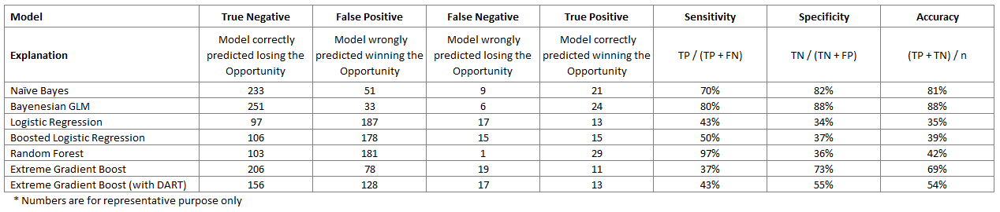 Model True Negative False Positive False Negative True Positive Sensitivity Specificity Accuracy
Explanation Model correctly predicted losing the Opportunity Model wrongly predicted winning the Opportunity Model wrongly predicted losing the Opportunity Model correctly predicted winning the Opportunity TP / (TP + FN) TN / (TN + FP) (TP + TN) / n
Naïve Bayes 233 51 9 21 70% 82% 81%
Bayenesian GLM 251 33 6 24 80% 88% 88%
Logistic Regression 97 187 17 13 43% 34% 35%
Boosted Logistic Regression 106 178 15 15 50% 37% 39%
Random Forest 103 181 1 29 97% 36% 42%
Extreme Gradient Boost 206 78 19 11 37% 73% 69%
Extreme Gradient Boost (with DART) 156 128 17 13 43% 55% 54%
* Numbers are for representative purpose only